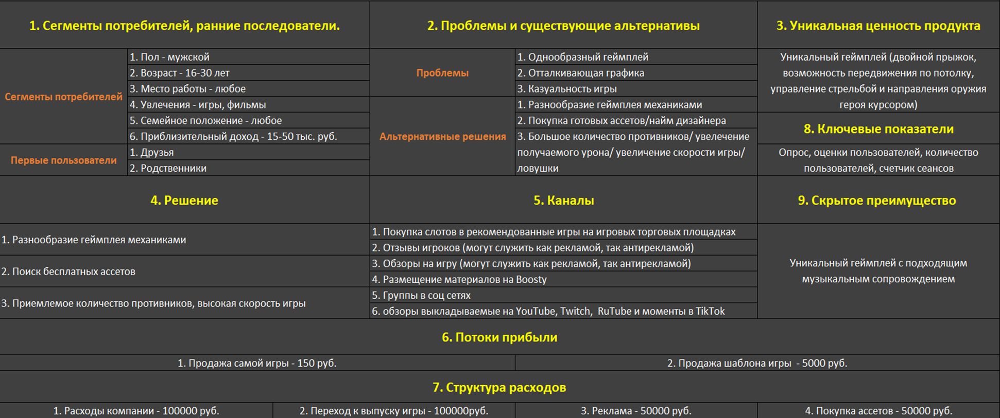 1. Сегменты потребителей, ранние последователи.
2. Проблемы и существующие альтернативы
3. Уникальная ценность продукта
Сегменты потребителей
1. Пол - мужской
2. Возраст - 16-30 лет
3. Место работы - любое
4. Увлечения - игры, фильмы
5. Семейное положение - любое
6. Приблизительный доход - 15-50 тыс. руб.
Первые пользователи
1. Друзья
2. Родственники
Проблемы
1. Однообразный геймплей
2. Отталкивающая графика
3. Казуальность игры
Альтернативные решения
1. Разнообразие геймплея механиками
2. Покупка готовых ассетов/найм дизайнера
3. Большое количество противников/ увелечение
получаемого урона/ увеличение скорости игры/
ловушки
Уникальный геймплей (двойной прыжок,
возможность передвижения по потолку,
управление стрельбой и направления оружия
героя курсором)
8. Ключевые показатели
Опрос, оценки пользователей, количество
пользователей, счетчик сеансов
4. Решение
5. Каналы
9. Скрытое преимущество
1. Разнообразие геймплея механиками
2. Поиск бесплатных ассетов
3. Приемлемое количество противников, высокая скорость игры
1. Покупка слотов в рекомендованные игры на игровых торговых площадках
2. Отзывы игроков (могут служить как рекламой, так антирекламой)
3. Обзоры на игру (могут служить как рекламой, так антирекламой)
4. Размещение материалов на Boosty
5. Группы в соц сетях
6. обзоры выкладываемые на YouTube, Twitch,  RuTube и моменты в TikTok
Уникальный геймплей с подходящим
музыкальным сопровождением
6. Потоки прибыли
1. Продажа самой игры - 150 руб.
2. Продажа шаблона игры  - 5000 руб.
7. Структура расходов
1. Расходы компании - 100000 руб.
2. Переход к выпуску игры - 100000руб.
3. Реклама - 50000 руб.
4. Покупка ассетов - 50000 руб.